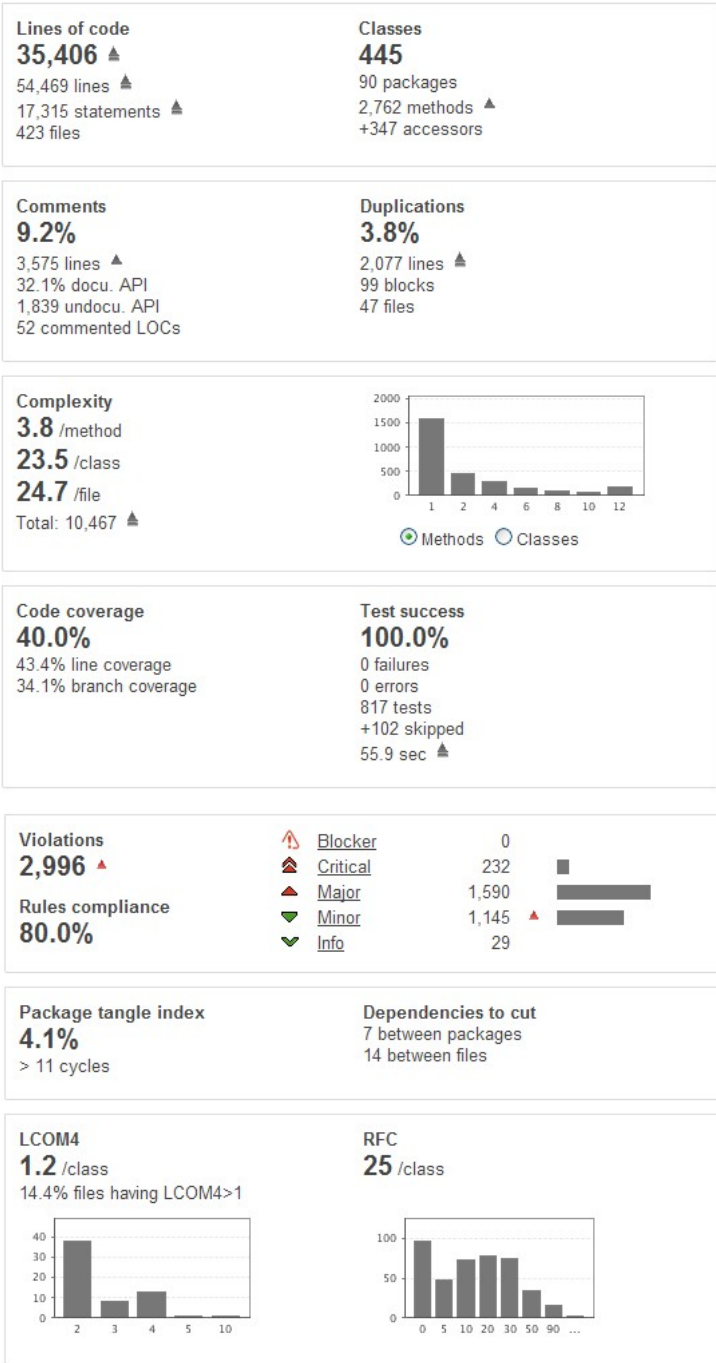 Lines of code
35,406
54,469 lines
17,315 statements
423 files
Classes
445
90 packages
2,762 methods
+347 accessors
Comments
9.2%
3,575 lines
32.1% docu. API
1,839 undocu. API
52 commented LOCs
Duplications
3.8%
2,077 lines
99 blocks
47 files
Complexity
3.8 /method
23.5 /class
24.7 /file
Total: 10,467
2000
1500
1000
500
0
1 2 4 6 8 10 12
Methods Classes
Code coverage
40.0%
43.4% line coverage
34.1% branch coverage
Test success
100.0%
0 failures
0 errors
817 tests
+102 skipped
55.9 sec
Violations
2,996
Rules compliance
80.0%
Blocker 0
Critical 232
Major 1,590
Minor 1,145
Info 29
Package tangle index
4.1%
> 11 cycles
Dependencies to cut
7 between packages
14 between files
LCOM4
1.2 /class
14.4% files having LCOM4>1
40
30
20
10
0
2 3 4 5 10
RFC
25 /class
100
50
0
0 5 10 20 30 50 90 ...